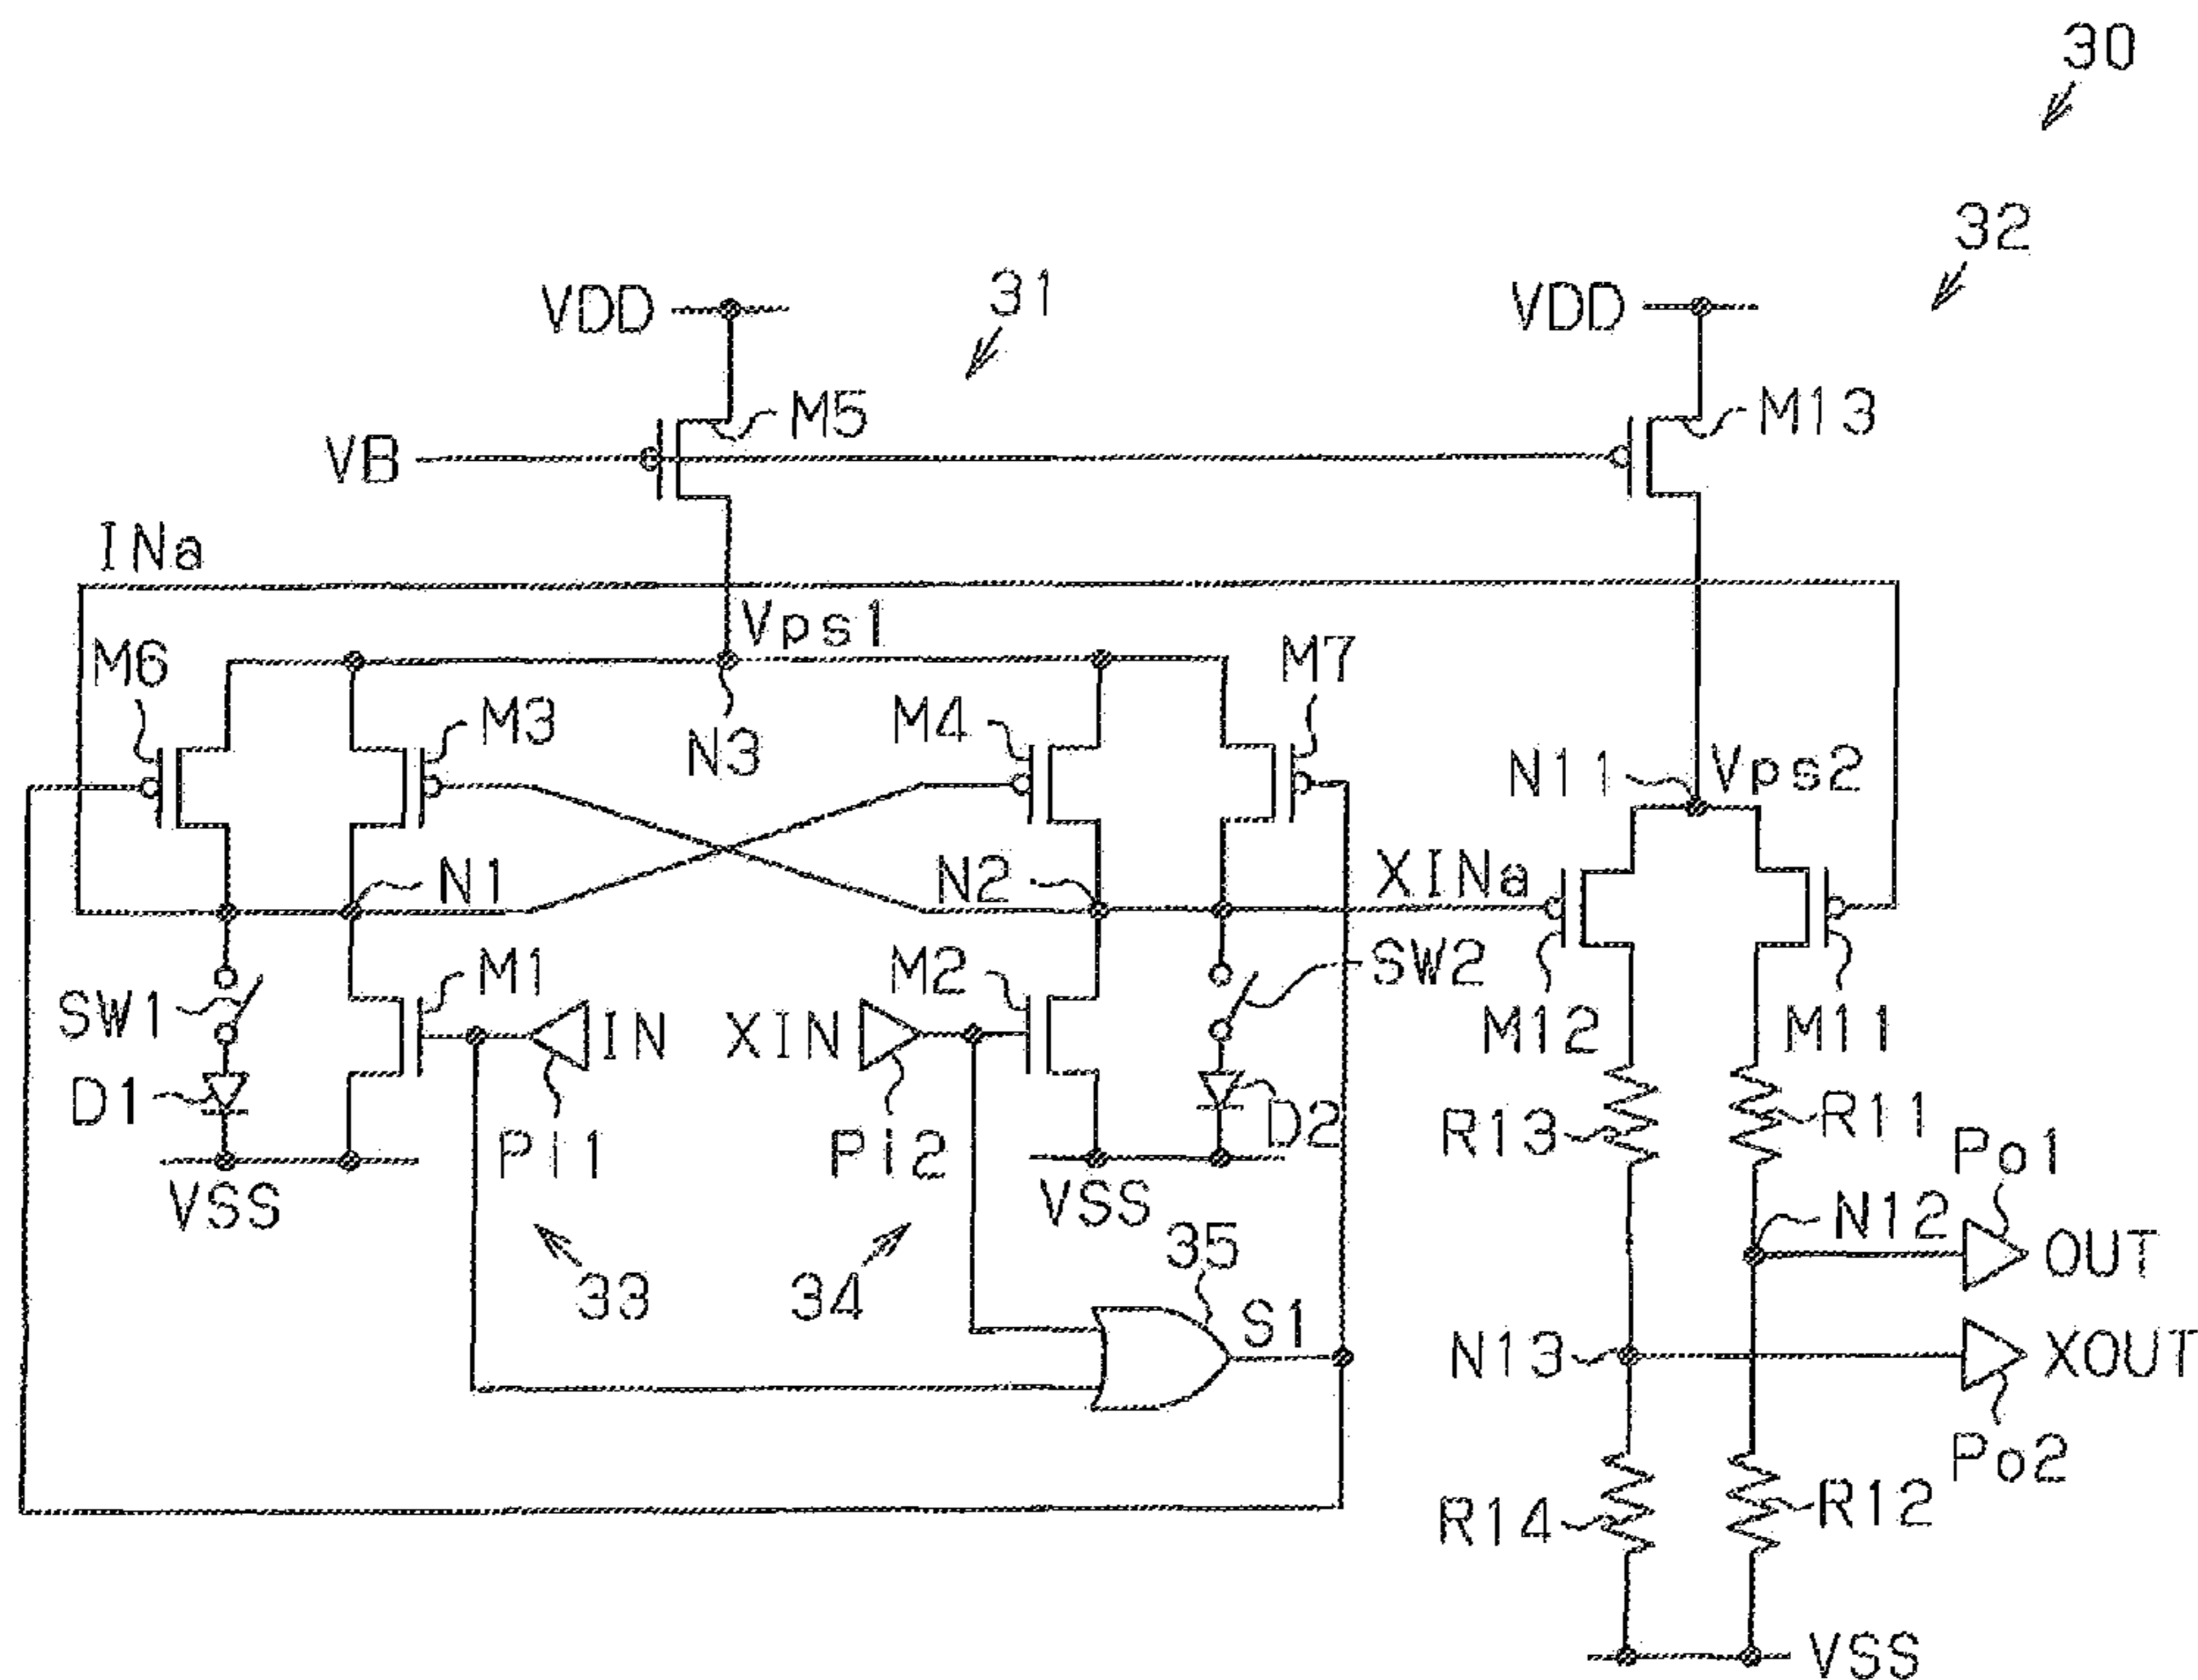 30
32
31
VDD
VDD
M5
M13
VB
INa
Vps1
M6
M7
M3
M4
N3
N11
Vps2
N1
N2
XINa
M1
M2
SW1
SW2
IN
XIN
M12
M11
D1
D2
Pi1
Pi2
R13
R11
Po1
VSS
VSS
N12
35
OUT
33
34
S1
N13
XOUT
Po2
R14
R12
VSS